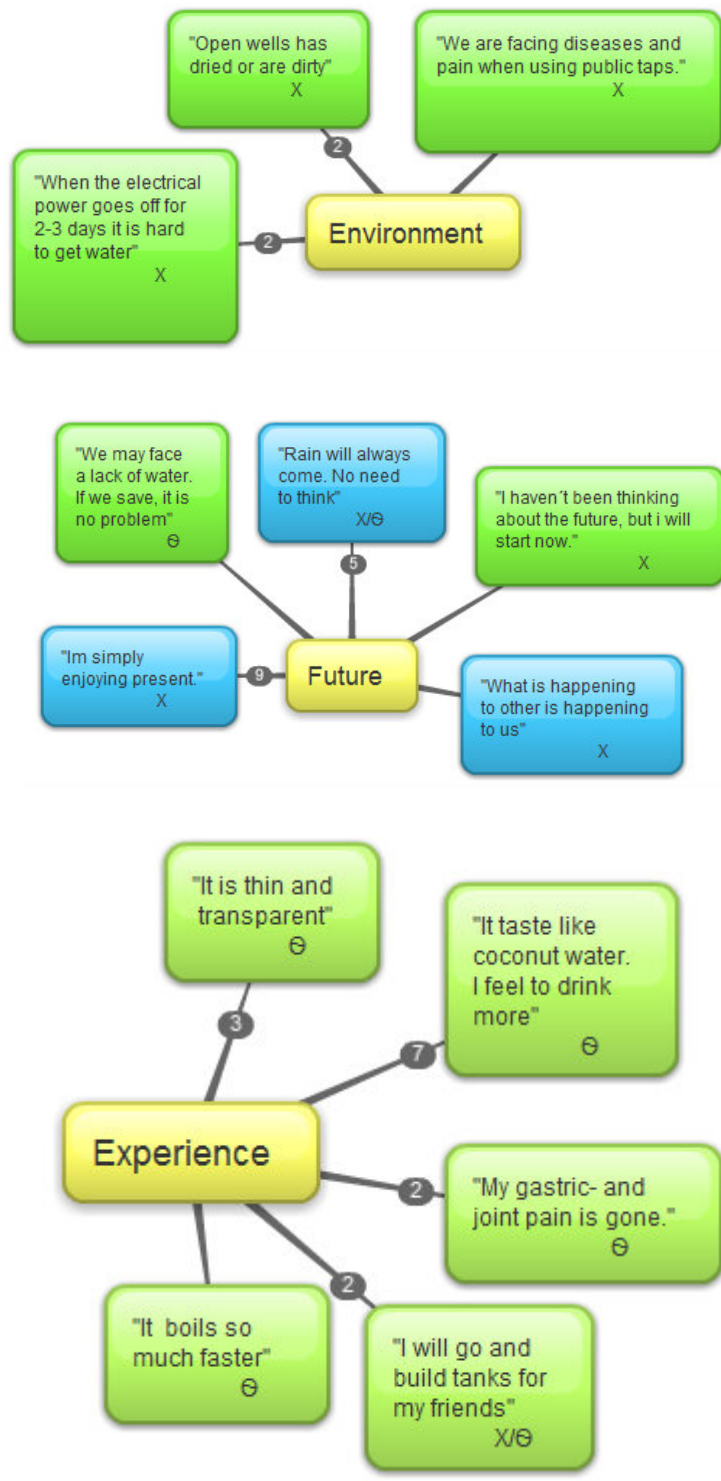 "Open wells has
dried or are dirty"
X
"We are facing diseases and
pain when using public taps."
X
2
"When the electrical
power goes off for
2-3 days it is hard
to get water"
X
2
Environment
"We may face
a lack of water.
If we save, it is
no problem"
Ɵ
"Rain will always
come. No need
to think"
X/Ɵ
"I haven´t been thinking
about the future, but i will
start now."
X
5
"Im simply
enjoying present."
X
9
Future
"What is happening
to other is happening
to us"
X
"It is thin and
transparent"
Ɵ
"It taste like
coconut water.
I feel to drink
more"
Ɵ
3
7
Experience
"My gastric- and
joint pain is gone."
Ɵ
2
2
"It boils so
much faster"
Ɵ
"I will go and
build tanks for
my friends"
X/Ɵ